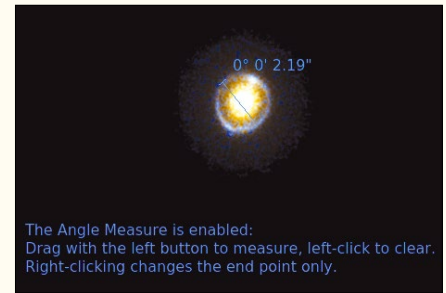 0° 0' 2.19"
The Angle Measure is enabled:
Drag with the left button to measure, left-click to clear.
Right-clicking changes the end point only.